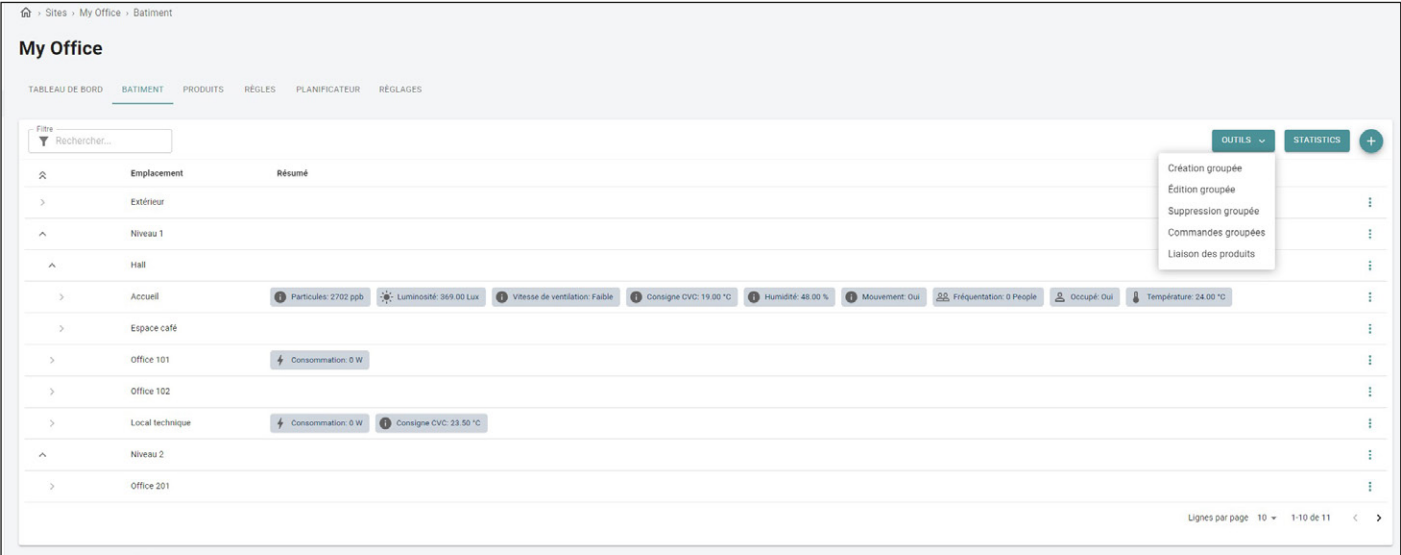 Sites › My Office › Batiment
My Office
TABLEAU DE BORD BATIMENT PRODUITS RÈGLES PLANIFICATEUR RÉGLAGES
Filtre
Rechercher...
OUTILS STATISTICS +
Création groupée
Édition groupée
Suppression groupée
Commandes groupées
Liaison des produits
Emplacement Résumé
Extérieur
Niveau 1
Hall
Accueil Particules: 2702 ppb Luminosité: 369.00 Lux Vitesse de ventilation: Faible Consigne CVC: 19.00 °C Humidité: 48.00 % Mouvement: Oui Fréquentation: 0 People Occupé: Oui Température: 24.00 °C
Espace café
Office 101 Consommation: 0 W
Office 102
Local technique Consommation: 0 W Consigne CVC: 23.50 °C
Niveau 2
Office 201
Lignes par page 10 1-10 de 11